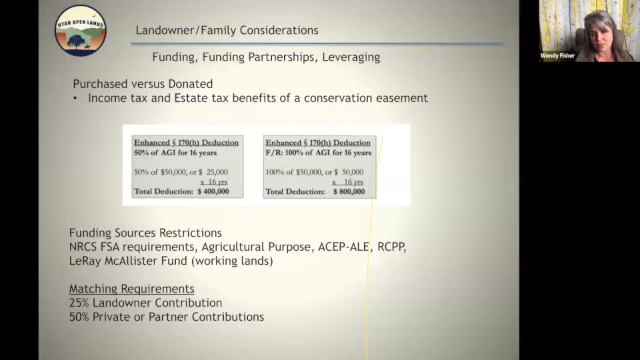 UTAH OPEN LANDS
Landowner/Family Considerations
Funding, Funding Partnerships, Leveraging
Purchased versus Donated
• Income tax and Estate tax benefits of a conservation easement
Enhanced § 170(h) Deduction
50% of AGI for 16 years
50% of $50,000, or $ 25,000
x 16 yrs
Total Deduction: $ 400,000
Enhanced § 170(h) Deduction
F/R: 100% of AGI for 16 years
100% of $50,000, or $ 50,000
x 16 yrs
Total Deduction: $ 800,000
Funding Sources Restrictions
NRCS FSA requirements, Agricultural Purpose, ACEP-ALE, RCPP,
LeRay McAllister Fund (working lands)
Matching Requirements
25% Landowner Contribution
50% Private or Partner Contributions
Wendy Fisher